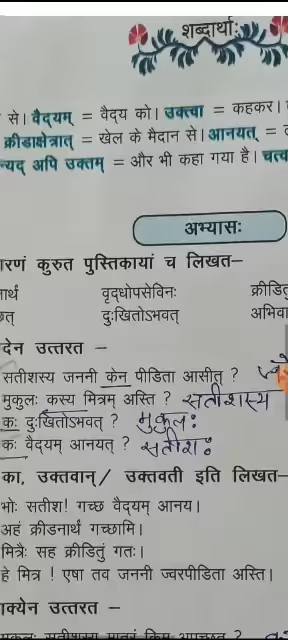 शब्दार्थाः
से। वैद्यम् = वैद्य को। उक्त्वा = कहकर।
क्रीडाक्षेत्रात् = खेल के मैदान से। आनयत् =
न्यद् अपि उक्तम् = और भी कहा गया है। चत्व
अभ्यासः
ारणं कुरुत पुस्तिकायां च लिखत–
नार्थं वृद्धोपसेविनः क्रीडितु
त् दुःखितोऽभवत् अभिवा
देन उत्तरत –
सतीशस्य जननी केन पीडिता आसीत् ?
मुकुलः कस्य मित्रम् अस्ति ? सतीशस्य
कः दुःखितोऽभवत् ? मुकुलः
कः वैद्यम् आनयत् ? सतीशः
का, उक्तवान्/ उक्तवती इति लिखत–
भोः सतीश! गच्छ वैद्यम् आनय।
अहं क्रीडनार्थं गच्छामि।
मित्रैः सह क्रीडितुं गतः।
हे मित्र ! एषा तव जननी ज्वरपीडिता अस्ति।
ाक्येन उत्तरत –